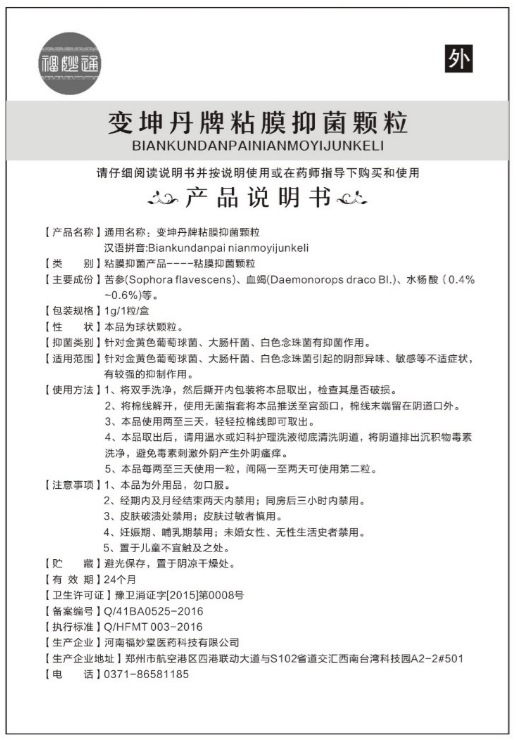 福妙通
外
变坤丹牌粘膜抑菌颗粒
BIANKUNDANPAINIANMOYIJUNKELI
请仔细阅读说明书并按说明使用或在药师指导下购买和使用
产品说明书
【产品名称】通用名称：变坤丹牌粘膜抑菌颗粒
汉语拼音:Biankundanpai nianmoyijunkeli
【类 别】粘膜抑菌产品----粘膜抑菌颗粒
【主要成份】苦参(Sophora flavescens)、血竭(Daemonorops draco Bl.)、水杨酸（0.4%
~0.6%)等。
【包装规格】1g/1粒/盒
【性 状】本品为球状颗粒。
【抑菌类别】针对金黄色葡萄球菌、大肠杆菌、白色念珠菌有抑菌作用。
【适用范围】针对金黄色葡萄球菌、大肠杆菌、白色念珠菌引起的阴部异味、敏感等不适症状，
有较强的抑制作用。
【使用方法】1、将双手洗净，然后撕开内包装将本品取出，检查其是否破损。
2、将棉线解开，使用无菌指套将本品推送至宫颈口，棉线末端留在阴道口外。
3、本品使用两至三天，轻轻拉棉线即可取出。
4、本品取出后，请用温水或妇科护理洗液彻底清洗阴道，将阴道排出沉积物毒素
洗净，避免毒素刺激外阴产生外阴瘙痒。
5、本品每两至三天使用一粒，间隔一至两天可使用第二粒。
【注意事项】1、本品为外用品，勿口服。
2、经期内及月经结束两天内禁用；同房后三小时内禁用。
3、皮肤破溃处禁用；皮肤过敏者慎用。
4、妊娠期、哺乳期禁用；未婚女性、无性生活史者禁用。
5、置于儿童不宜触及之处。
【贮 藏】避光保存，置于阴凉干燥处。
【有 效 期】24个月
【卫生许可证】豫卫消证字[2015]第0008号
【备案编号】Q/41BA0525-2016
【执行标准】Q/HFMT 003-2016
【生产企业】河南福妙堂医药科技有限公司
【生产企业地址】郑州市航空港区四港联动大道与S102省道交汇西南台湾科技园A2-2#501
【电 话】0371-86581185